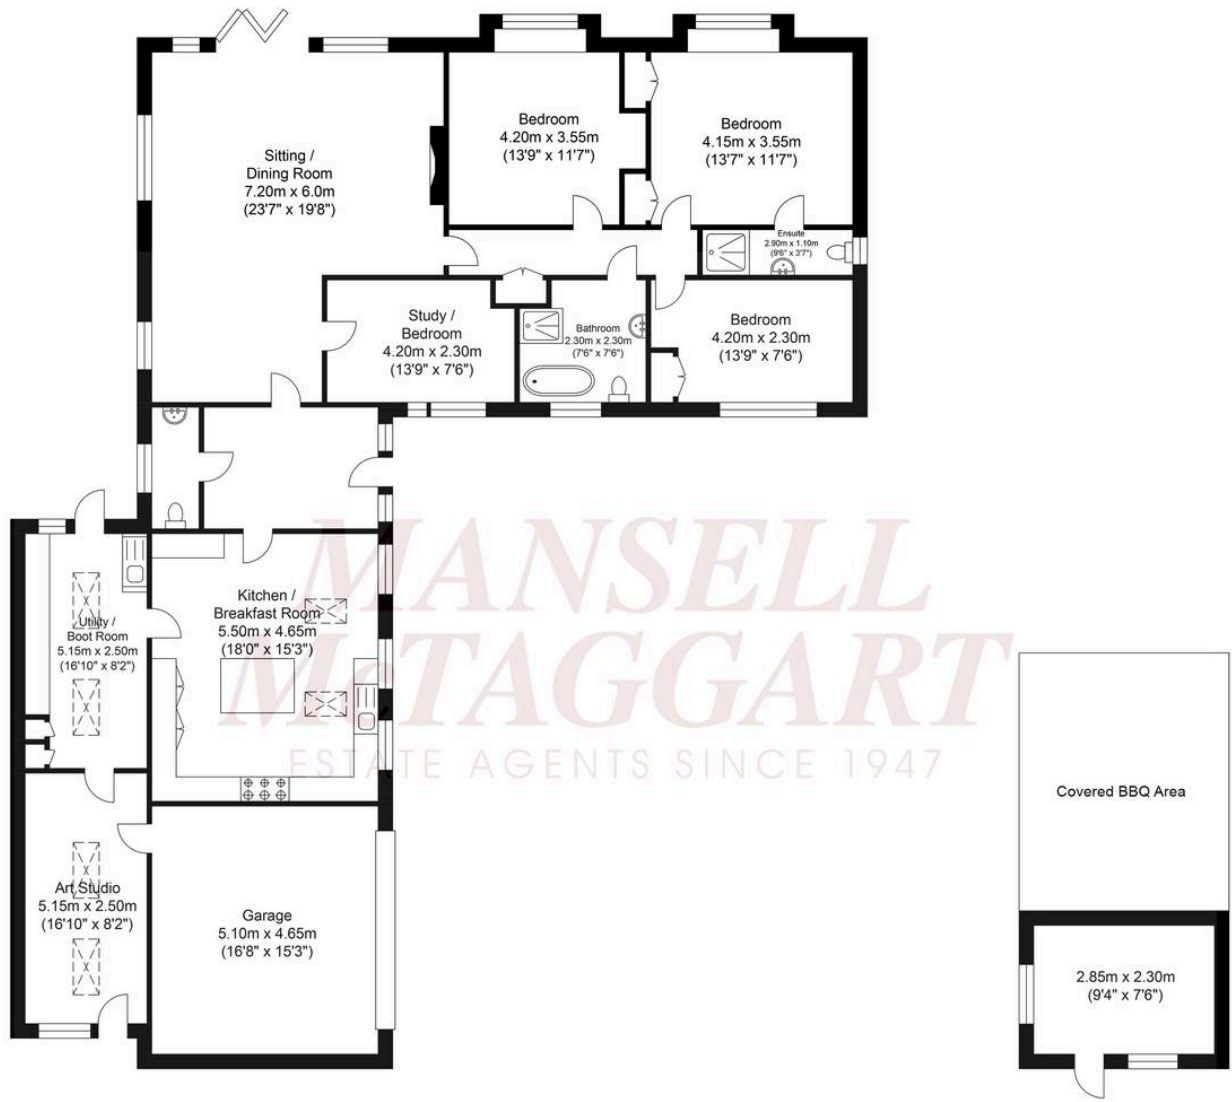 Sitting /
Dining Room
7.20m x 6.0m
(23'7" x 19'8")
Bedroom
4.20m x 3.55m
(13'9" x 11'7")
Bedroom
4.15m x 3.55m
(13'7" x 11'7")
Ensuite
2.90m x 1.10m
(9'6" x 3'7")
Study /
Bedroom
4.20m x 2.30m
(13'9" x 7'6")
Bathroom
2.30m x 2.30m
(7'6" x 7'6")
Bedroom
4.20m x 2.30m
(13'9" x 7'6")
Utility /
Boot Room
5.15m x 2.50m
(16'10" x 8'2")
Kitchen /
Breakfast Room
5.50m x 4.65m
(18'0" x 15'3")
MANSELL
McTAGGART
ESTATE AGENTS SINCE 1947
Art Studio
5.15m x 2.50m
(16'10" x 8'2")
Garage
5.10m x 4.65m
(16'8" x 15'3")
Covered BBQ Area
2.85m x 2.30m
(9'4" x 7'6")